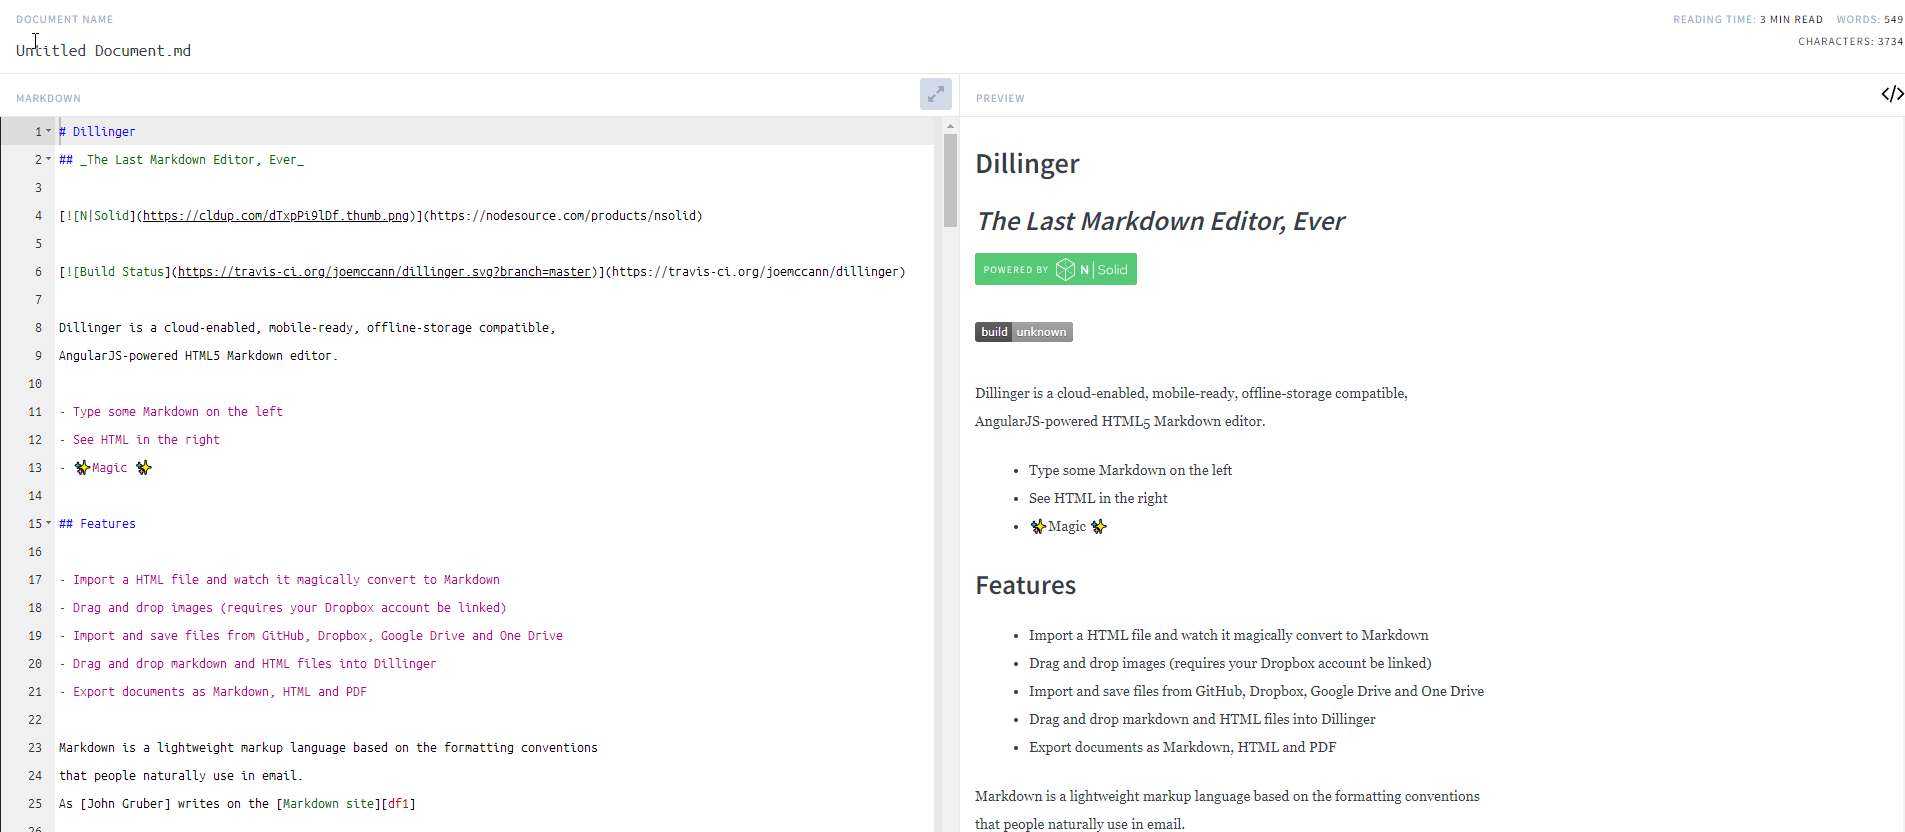 DOCUMENT NAME
READING TIME: 3 MIN READ WORDS: 549
Untitled Document.md
CHARACTERS: 3734
MARKDOWN
1 # Dillinger
2 ## _The Last Markdown Editor, Ever_
3
4 [![N|Solid](https://cldup.com/dTxpPi9lDf.thumb.png)](https://nodesource.com/products/nsolid)
5
6 [![Build Status](https://travis-ci.org/joemccann/dillinger.svg?branch=master)](https://travis-ci.org/joemccann/dillinger)
7
8 Dillinger is a cloud-enabled, mobile-ready, offline-storage compatible,
9 AngularJS-powered HTML5 Markdown editor.
10
11 - Type some Markdown on the left
12 - See HTML in the right
13 - ✨Magic ✨
14
15 ## Features
16
17 - Import a HTML file and watch it magically convert to Markdown
18 - Drag and drop images (requires your Dropbox account be linked)
19 - Import and save files from GitHub, Dropbox, Google Drive and One Drive
20 - Drag and drop markdown and HTML files into Dillinger
21 - Export documents as Markdown, HTML and PDF
22
23 Markdown is a lightweight markup language based on the formatting conventions
24 that people naturally use in email.
25 As [John Gruber] writes on the [Markdown site][df1]
26
PREVIEW
</>
Dillinger
The Last Markdown Editor, Ever
POWERED BY N|Solid
build unknown
Dillinger is a cloud-enabled, mobile-ready, offline-storage compatible,
AngularJS-powered HTML5 Markdown editor.
• Type some Markdown on the left
• See HTML in the right
• ✨Magic ✨
Features
• Import a HTML file and watch it magically convert to Markdown
• Drag and drop images (requires your Dropbox account be linked)
• Import and save files from GitHub, Dropbox, Google Drive and One Drive
• Drag and drop markdown and HTML files into Dillinger
• Export documents as Markdown, HTML and PDF
Markdown is a lightweight markup language based on the formatting conventions
that people naturally use in email.